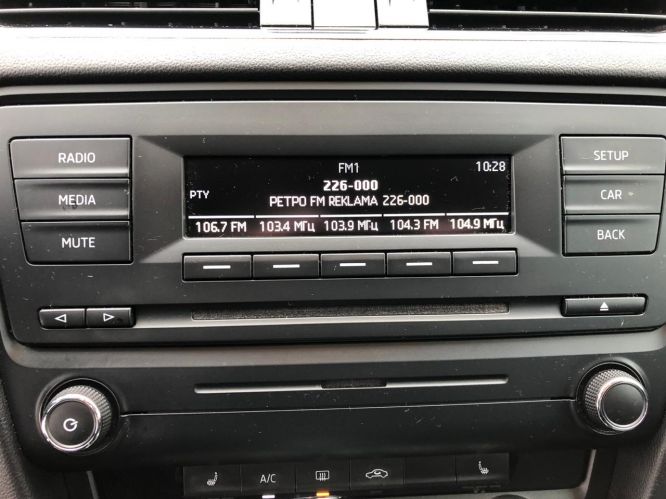 FM1 10:28
226-000
PTY
РЕТРО FM REKLAMA 226-000
106.7 FM 103.4 МГц 103.9 МГц 104.3 FM 104.9 МГц
RADIO
MEDIA
MUTE
SETUP
CAR
BACK
A/C